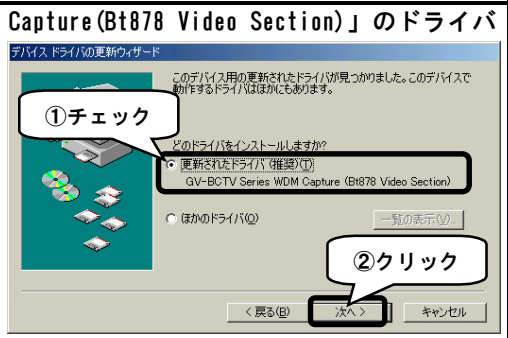 Capture(Bt878 Video Section)」のドライバ
デバイス ドライバの更新ウィザード
このデバイス用の更新されたドライバが見つかりました。このデバイスで
動作するドライバはほかにもあります。
①チェック
どのドライバをインストールしますか?
更新されたドライバ (推奨)(T)
GV-BCTV Series WDM Capture (Bt878 Video Section)
ほかのドライバ(O)
一覧の表示(V)...
②クリック
< 戻る(B)
次へ >
キャンセル